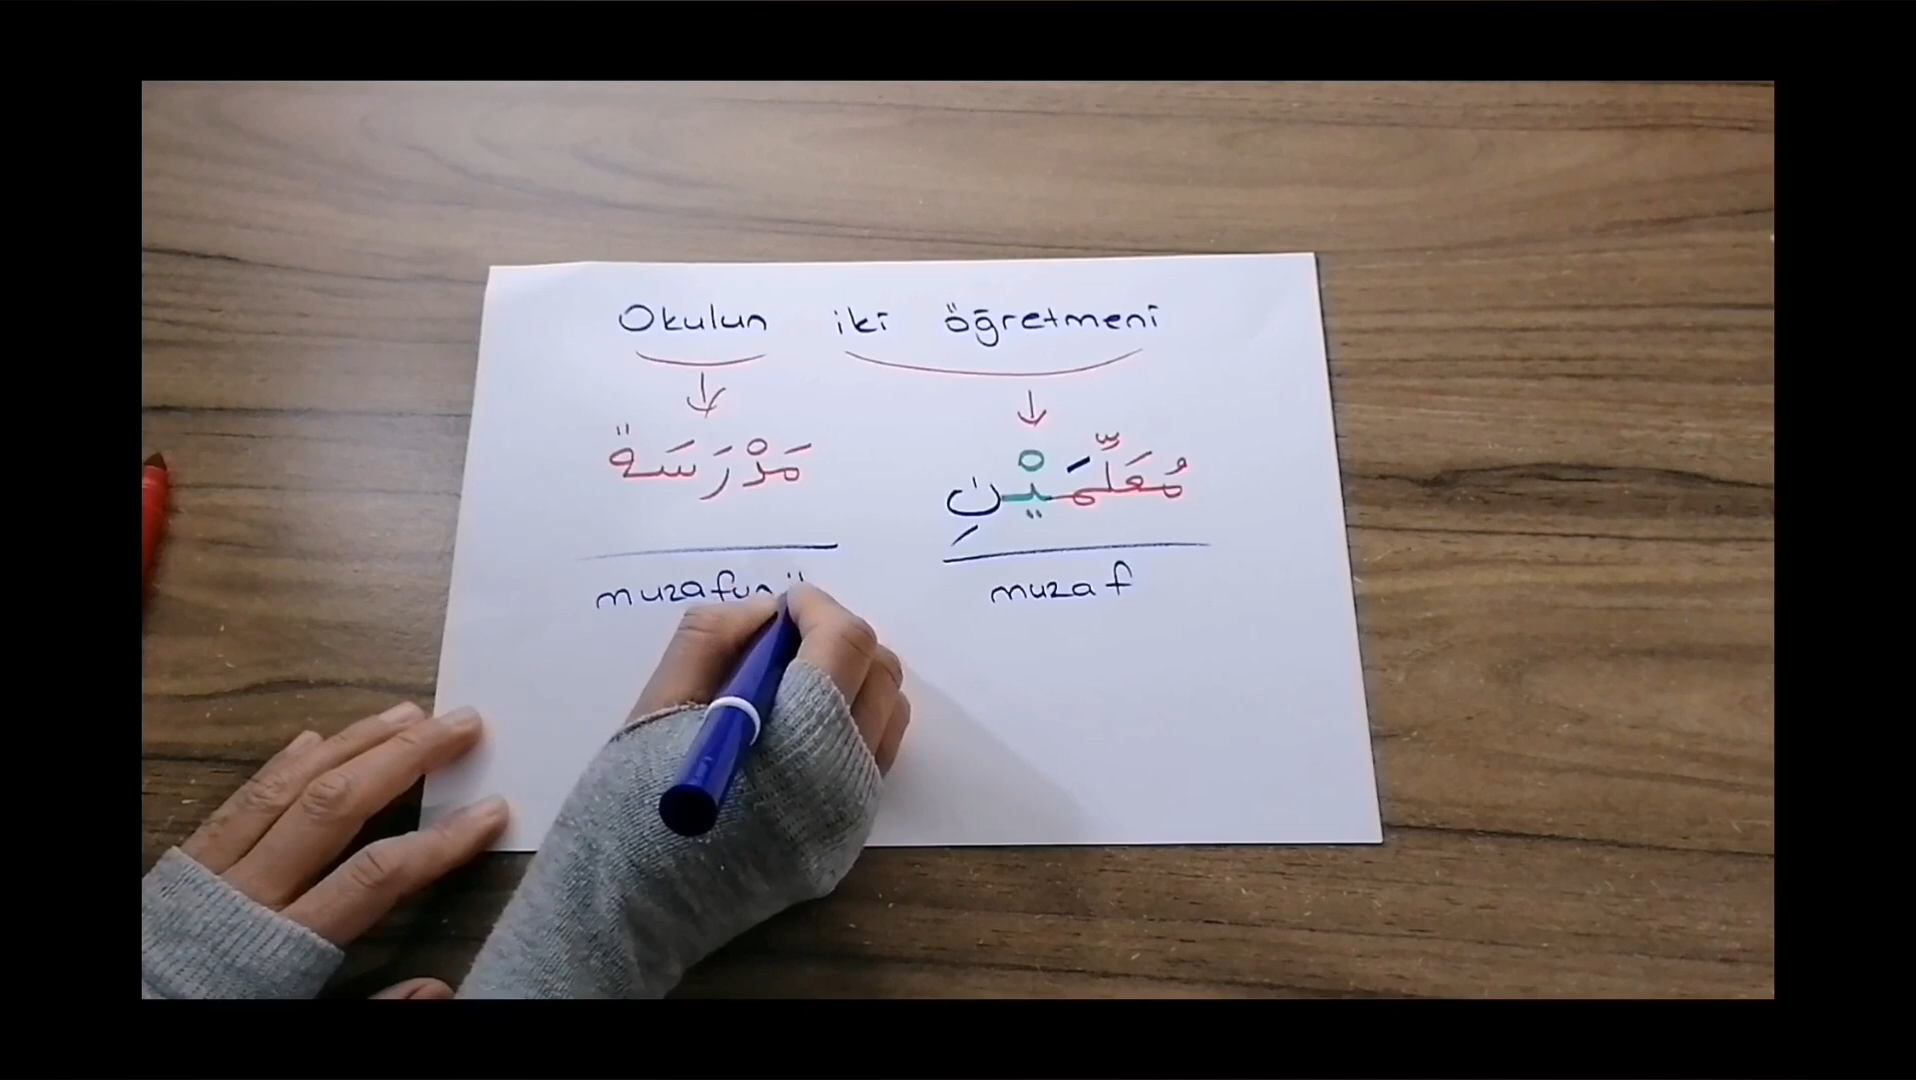 Okulun iki öğretmeni
مَدْرَسَة مُعَلِّمَيْنِ
muzaf